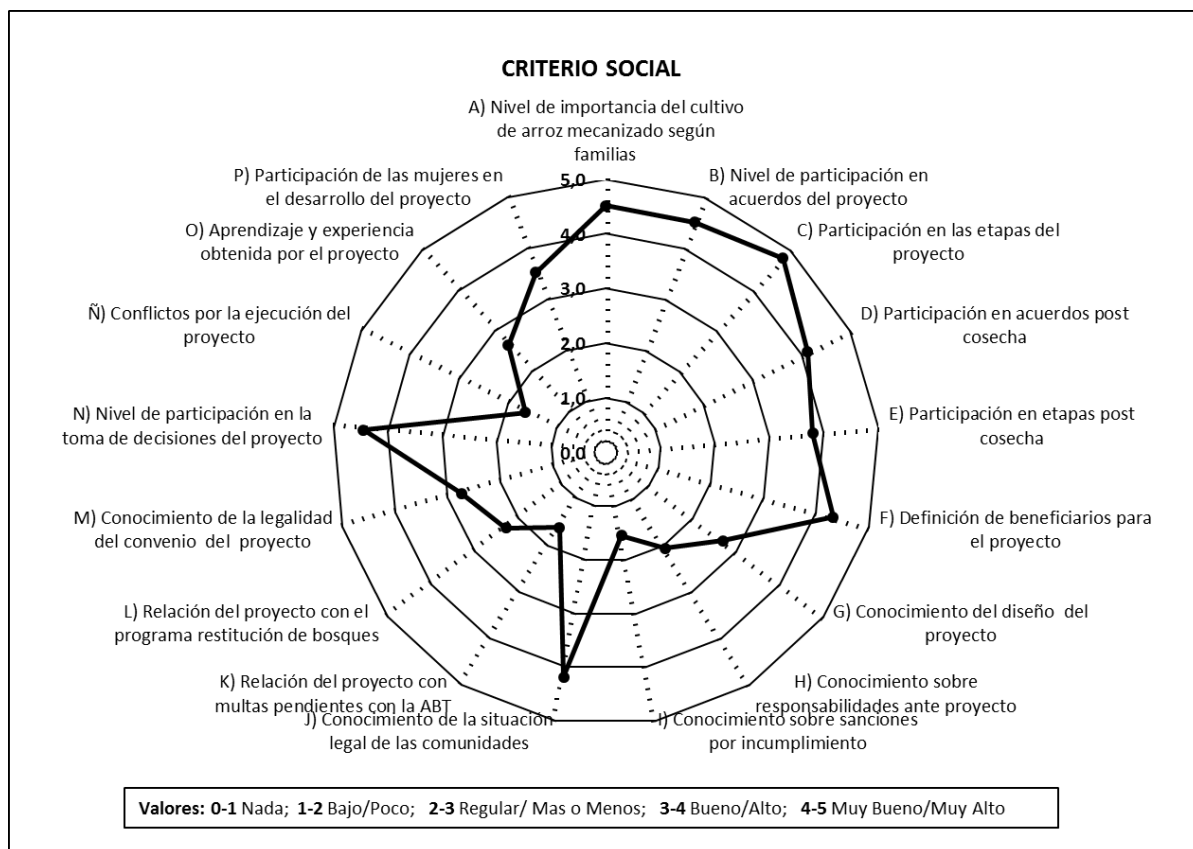 CRITERIO SOCIAL
A) Nivel de importancia del cultivo
de arroz mecanizado según
familias
B) Nivel de participación en
acuerdos del proyecto
C) Participación en las etapas del
proyecto
D) Participación en acuerdos post
cosecha
E) Participación en etapas post
cosecha
F) Definición de beneficiarios para
el proyecto
G) Conocimiento del diseño del
proyecto
H) Conocimiento sobre
responsabilidades ante proyecto
I) Conocimiento sobre sanciones
por incumplimiento
J) Conocimiento de la situación
legal de las comunidades
K) Relación del proyecto con
multas pendientes con la ABT
L) Relación del proyecto con el
programa restitución de bosques
M) Conocimiento de la legalidad
del convenio del proyecto
N) Nivel de participación en la
toma de decisiones del proyecto
Ñ) Conflictos por la ejecución del
proyecto
O) Aprendizaje y experiencia
obtenida por el proyecto
P) Participación de las mujeres en
el desarrollo del proyecto
5,0
4,0
3,0
2,0
1,0
0,0
Valores: 0-1 Nada; 1-2 Bajo/Poco; 2-3 Regular/ Mas o Menos; 3-4 Bueno/Alto; 4-5 Muy Bueno/Muy Alto